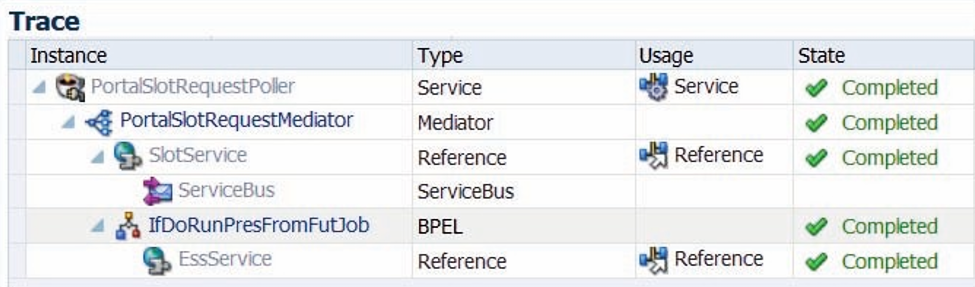 Trace
Instance Type Usage State
PortalSlotRequestPoller Service Service Completed
PortalSlotRequestMediator Mediator Completed
SlotService Reference Reference Completed
ServiceBus ServiceBus
IfDoRunPresFromFutJob BPEL Completed
EssService Reference Reference Completed